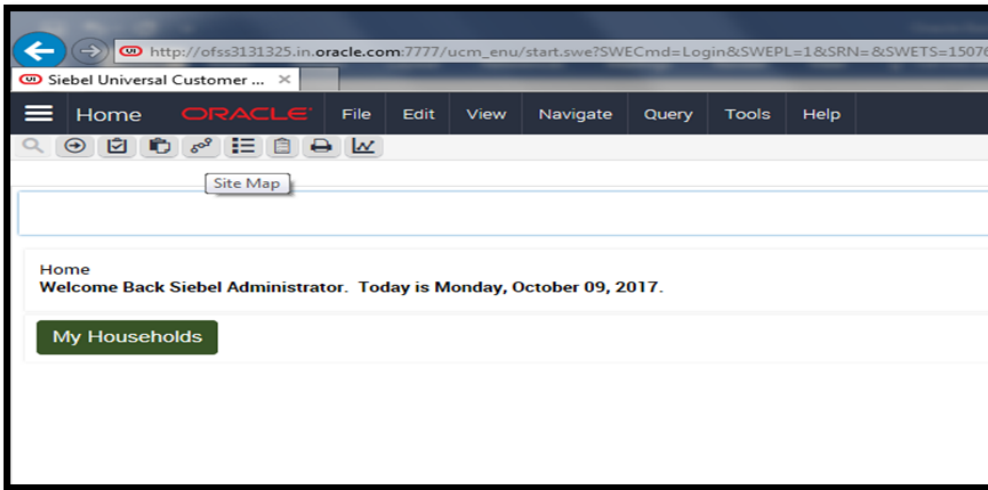 http://ofss3131325.in.oracle.com:7777/ucm_enu/start.swe?SWECmd=Login&SWEPL=1&SRN=&SWETS=1507
Siebel Universal Customer ... ×
Home ORACLE File Edit View Navigate Query Tools Help
Site Map
Home
Welcome Back Siebel Administrator. Today is Monday, October 09, 2017.
My Households